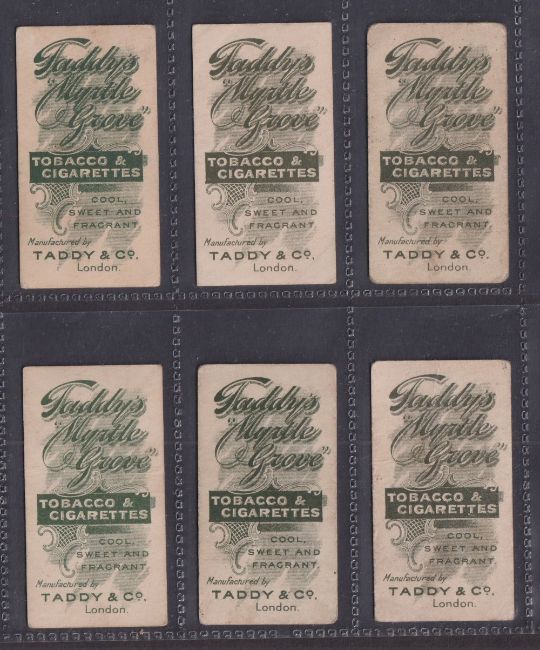 Taddy's
"Myrtle
Grove"
TOBACCO &
CIGARETTES
COOL,
SWEET AND
FRAGRANT.
Manufactured by
TADDY & Co.
London.
Taddy's
"Myrtle
Grove"
TOBACCO &
CIGARETTES
COOL,
SWEET AND
FRAGRANT.
Manufactured by
TADDY & Co.
London.
Taddy's
"Myrtle
Grove"
TOBACCO &
CIGARETTES
COOL,
SWEET AND
FRAGRANT.
Manufactured by
TADDY & Co.
London.
Taddy's
"Myrtle
Grove"
TOBACCO &
CIGARETTES
COOL,
SWEET AND
FRAGRANT.
Manufactured by
TADDY & Co.
London.
Taddy's
"Myrtle
Grove"
TOBACCO &
CIGARETTES
COOL,
SWEET AND
FRAGRANT.
Manufactured by
TADDY & Co.
London.
Taddy's
"Myrtle
Grove"
TOBACCO &
CIGARETTES
COOL,
SWEET AND
FRAGRANT.
Manufactured by
TADDY & Co.
London.